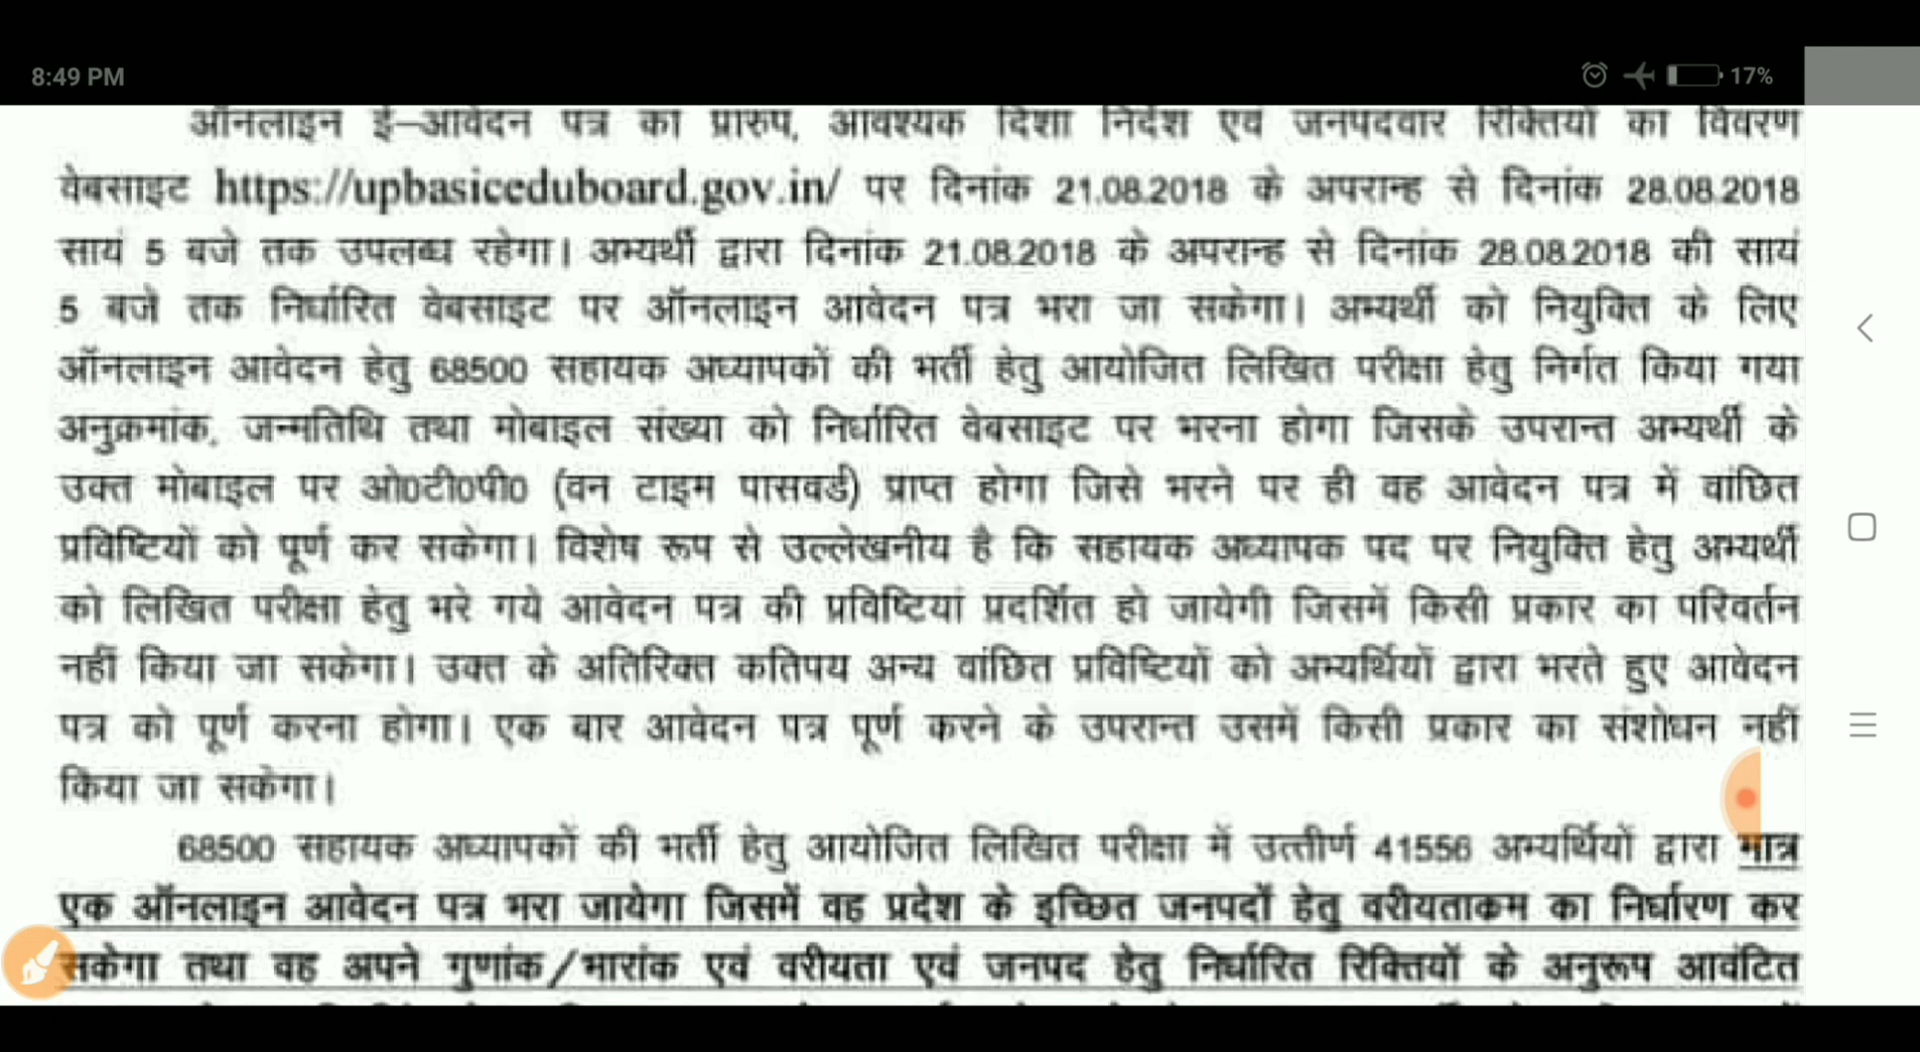 8:49 PM
17%
ऑनलाइन ई–आवेदन पत्र का प्रारुप, आवश्यक दिशा निर्देश एवं जनपदवार रिक्तियों का विवरण
वेबसाइट https://upbasiceduboard.gov.in/ पर दिनांक 21.08.2018 के अपरान्ह से दिनांक 28.08.2018
सायं 5 बजे तक उपलब्ध रहेगा। अभ्यर्थी द्वारा दिनांक 21.08.2018 के अपरान्ह से दिनांक 28.08.2018 की सायं
5 बजे तक निर्धारित वेबसाइट पर ऑनलाइन आवेदन पत्र भरा जा सकेगा। अभ्यर्थी को नियुक्ति के लिए
ऑनलाइन आवेदन हेतु 68500 सहायक अध्यापकों की भर्ती हेतु आयोजित लिखित परीक्षा हेतु निर्गत किया गया
अनुक्रमांक, जन्मतिथि तथा मोबाइल संख्या को निर्धारित वेबसाइट पर भरना होगा जिसके उपरान्त अभ्यर्थी के
उक्त मोबाइल पर ओ0टी0पी0 (वन टाइम पासवर्ड) प्राप्त होगा जिसे भरने पर ही वह आवेदन पत्र में वांछित
प्रविष्टियों को पूर्ण कर सकेगा। विशेष रूप से उल्लेखनीय है कि सहायक अध्यापक पद पर नियुक्ति हेतु अभ्यर्थी
को लिखित परीक्षा हेतु भरे गये आवेदन पत्र की प्रविष्टियां प्रदर्शित हो जायेगी जिसमें किसी प्रकार का परिवर्तन
नहीं किया जा सकेगा। उक्त के अतिरिक्त कतिपय अन्य वांछित प्रविष्टियों को अभ्यर्थियों द्वारा भरते हुए आवेदन
पत्र को पूर्ण करना होगा। एक बार आवेदन पत्र पूर्ण करने के उपरान्त उसमें किसी प्रकार का संशोधन नहीं
किया जा सकेगा।
68500 सहायक अध्यापकों की भर्ती हेतु आयोजित लिखित परीक्षा में उत्तीर्ण 41556 अभ्यर्थियों द्वारा मात्र
एक ऑनलाइन आवेदन पत्र भरा जायेगा जिसमें वह प्रदेश के इच्छित जनपदों हेतु वरीयताक्रम का निर्धारण कर
सकेगा तथा वह अपने गुणांक/भारांक एवं वरीयता एवं जनपद हेतु निर्धारित रिक्तियों के अनुरूप आवंटित